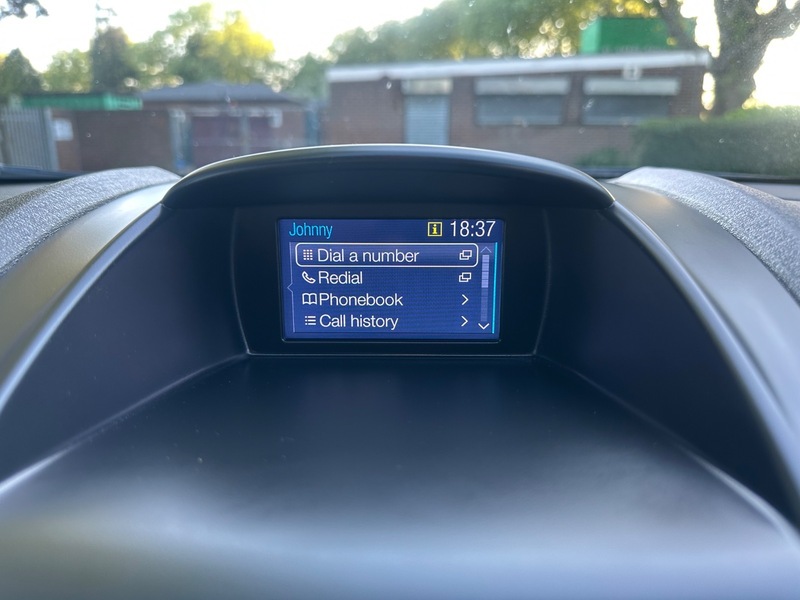 Johnny 18:37
Dial a number
Redial
Phonebook
Call history